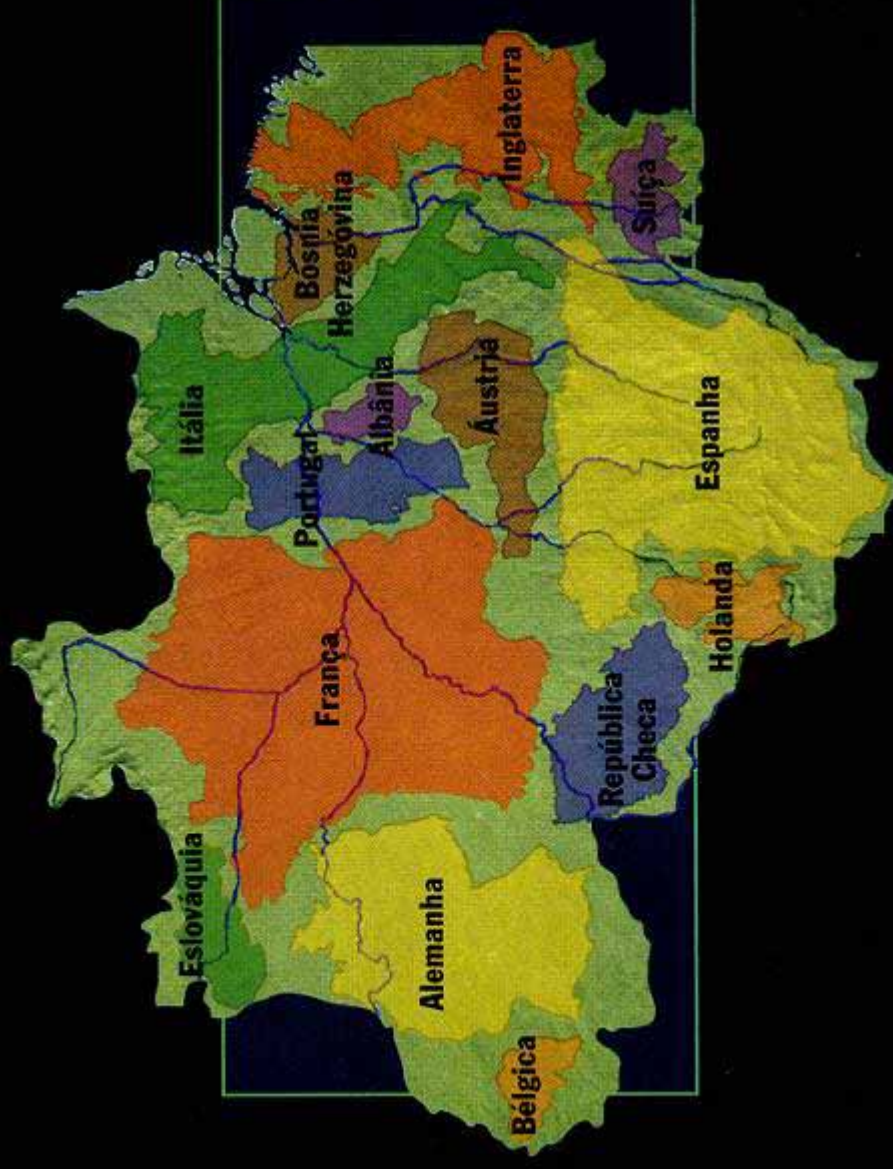 Eslováquia
Itália
França
Portugal
Bósnia
Herzegóvina
Albânia
Alemanha
Áustria
Inglaterra
Bélgica
República
Checa
Suíça
Espanha
Holanda